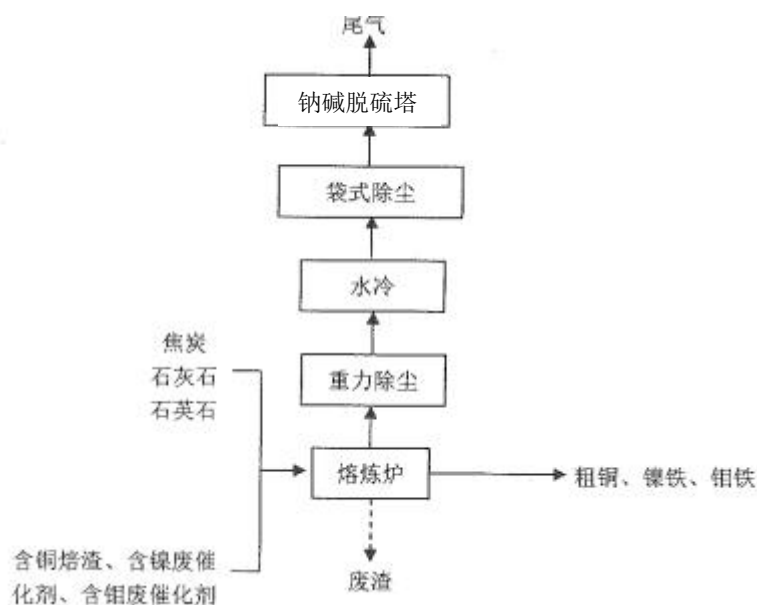 尾气
钠碱脱硫塔
袋式除尘
水冷
重力除尘
焦炭
石灰石
石英石
熔炼炉
粗铜、镍铁、钼铁
含铜焙渣、含镍废催
化剂、含钼废催化剂
废渣